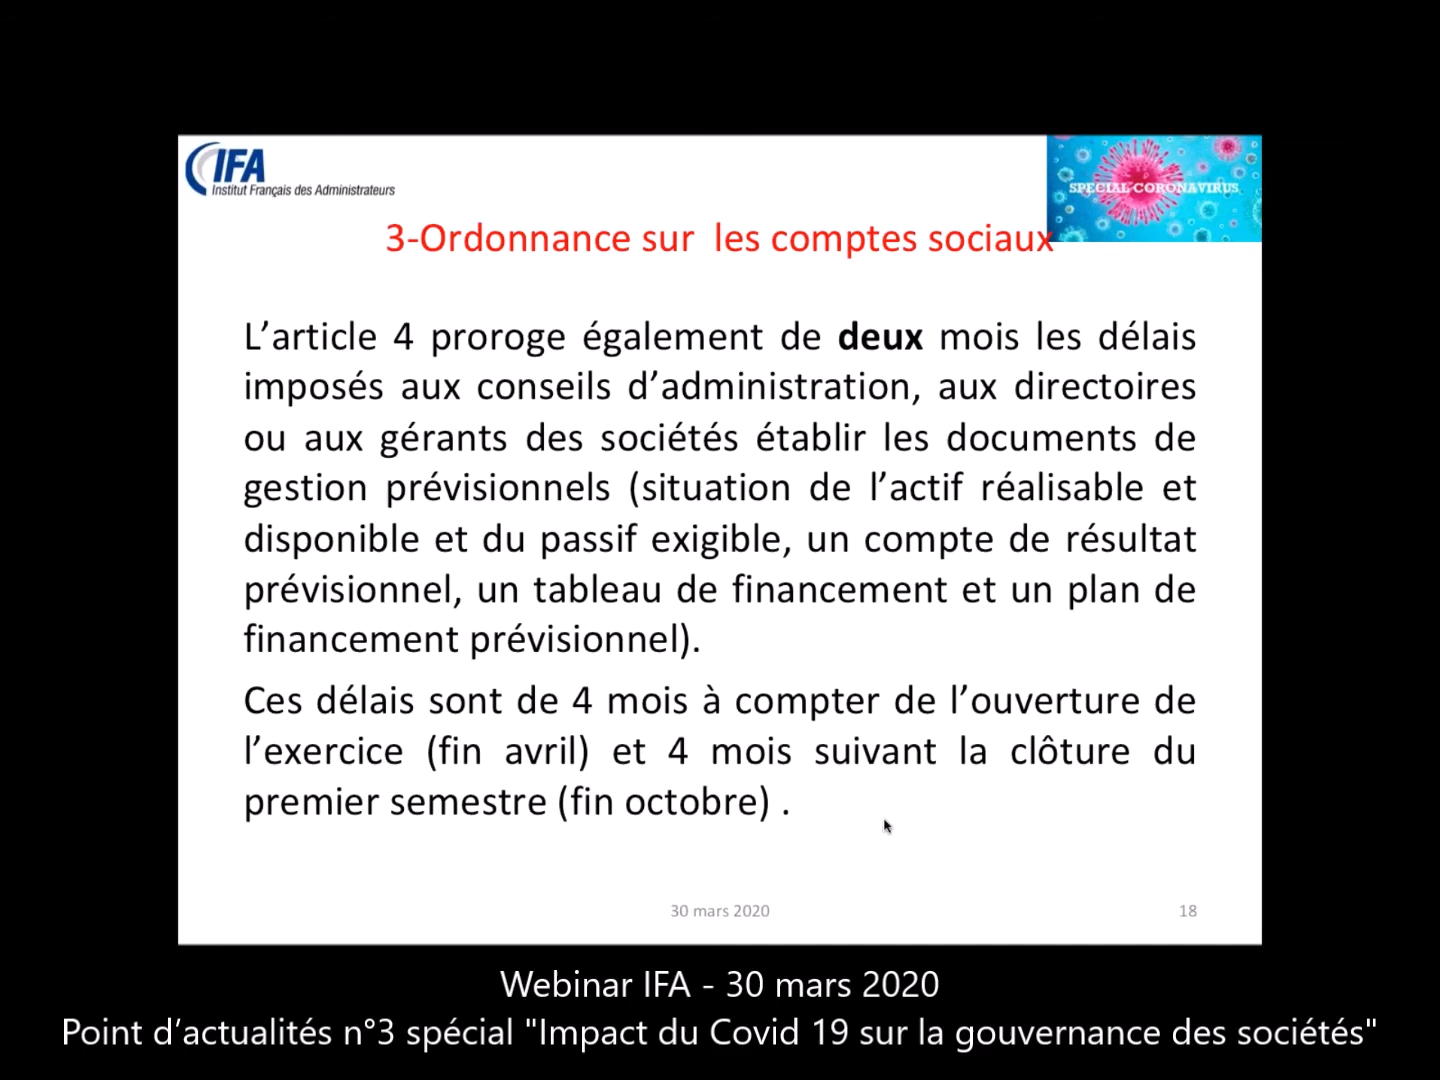 IFA
Institut Français des Administrateurs
SPECIAL CORONAVIRUS
3-Ordonnance sur les comptes sociaux
L’article 4 proroge également de deux mois les délais
imposés aux conseils d’administration, aux directoires
ou aux gérants des sociétés établir les documents de
gestion prévisionnels (situation de l’actif réalisable et
disponible et du passif exigible, un compte de résultat
prévisionnel, un tableau de financement et un plan de
financement prévisionnel).
Ces délais sont de 4 mois à compter de l’ouverture de
l’exercice (fin avril) et 4 mois suivant la clôture du
premier semestre (fin octobre) .
30 mars 2020
18
Webinar IFA - 30 mars 2020
Point d’actualités n°3 spécial "Impact du Covid 19 sur la gouvernance des sociétés"